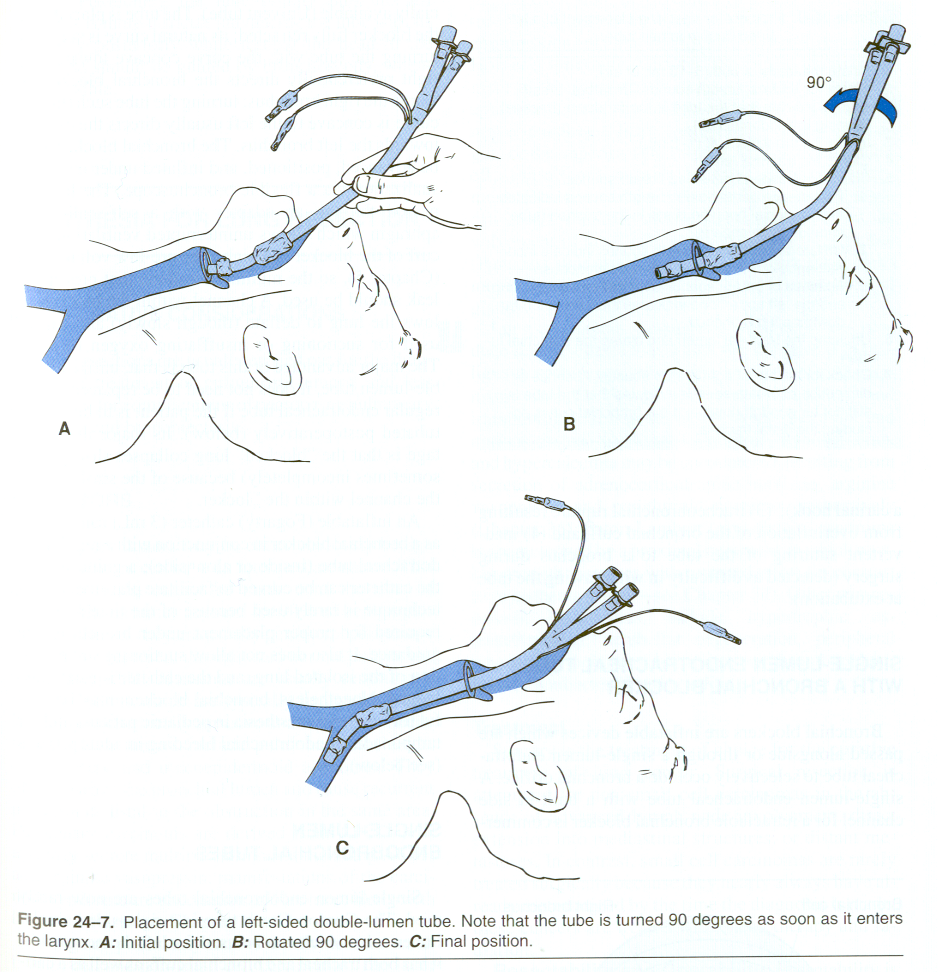 90°
A
B
C
Figure 24–7. Placement of a left-sided double-lumen tube. Note that the tube is turned 90 degrees as soon as it enters
the larynx. A: Initial position. B: Rotated 90 degrees. C: Final position.